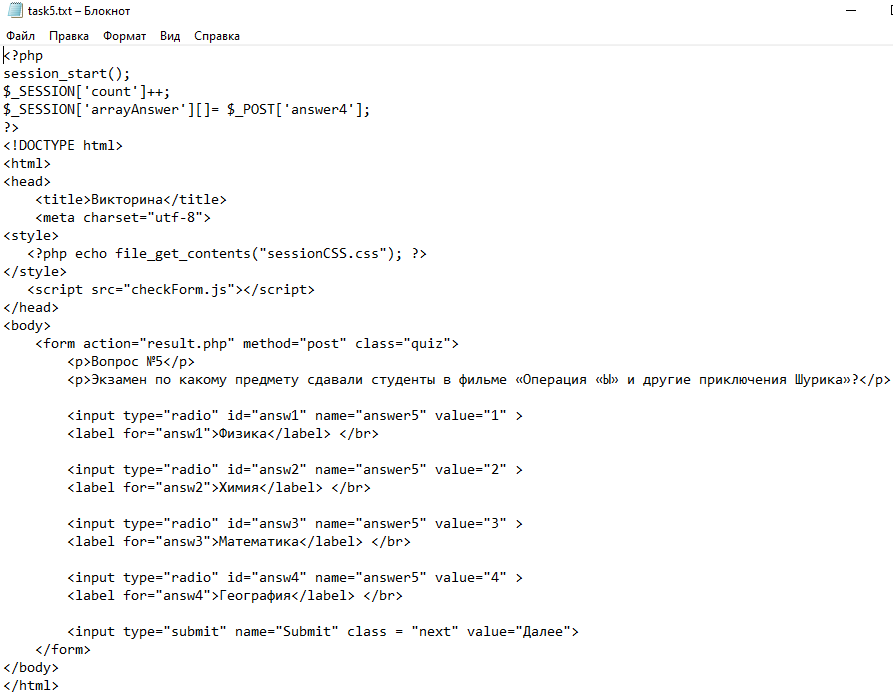 task5.txt – Блокнот
Файл Правка Формат Вид Справка
<?php
session_start();
$_SESSION['count']++;
$_SESSION['arrayAnswer'][]= $_POST['answer4'];
?>
<!DOCTYPE html>
<html>
<head>
    <title>Викторина</title>
    <meta charset="utf-8">
<style>
   <?php echo file_get_contents("sessionCSS.css"); ?>
</style>
   <script src="checkForm.js"></script>
</head>
<body>
    <form action="result.php" method="post" class="quiz">
        <p>Вопрос №5</p>
        <p>Экзамен по какому предмету сдавали студенты в фильме «Операция «Ы» и другие приключения Шурика»?</p>
        <input type="radio" id="answ1" name="answer5" value="1" >
        <label for="answ1">Физика</label> </br>
        <input type="radio" id="answ2" name="answer5" value="2" >
        <label for="answ2">Химия</label> </br>
        <input type="radio" id="answ3" name="answer5" value="3" >
        <label for="answ3">Математика</label> </br>
        <input type="radio" id="answ4" name="answer5" value="4" >
        <label for="answ4">География</label> </br>
        <input type="submit" name="Submit" class = "next" value="Далее">
    </form>
</body>
</html>